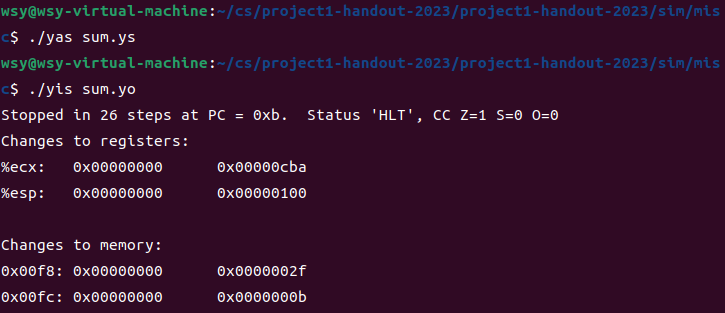 wsy@wsy-virtual-machine:~/cs/project1-handout-2023/project1-handout-2023/sim/mis
c$ ./yas sum.ys
wsy@wsy-virtual-machine:~/cs/project1-handout-2023/project1-handout-2023/sim/mis
c$ ./yis sum.yo
Stopped in 26 steps at PC = 0xb.  Status 'HLT', CC Z=1 S=0 O=0
Changes to registers:
%ecx:   0x00000000      0x00000cba
%esp:   0x00000000      0x00000100
Changes to memory:
0x00f8: 0x00000000      0x0000002f
0x00fc: 0x00000000      0x0000000b